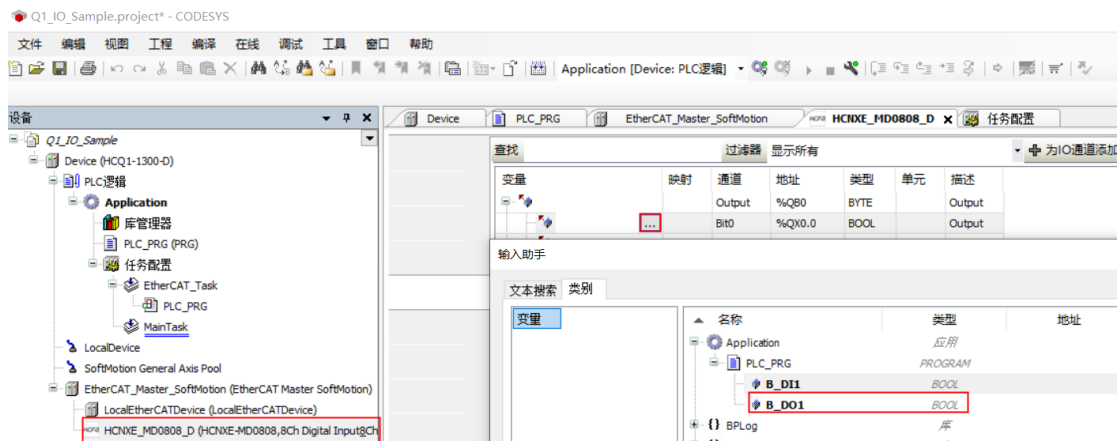 Q1_IO_Sample.project* - CODESYS
文件 编辑 视图 工程 编译 在线 调试 工具 窗口 帮助
Application [Device: PLC逻辑]
设备
Q1_IO_Sample
Device (HCQ1-1300-D)
PLC逻辑
Application
库管理器
PLC_PRG (PRG)
任务配置
EtherCAT_Task
PLC_PRG
MainTask
LocalDevice
SoftMotion General Axis Pool
EtherCAT_Master_SoftMotion (EtherCAT Master SoftMotion)
LocalEtherCATDevice (LocalEtherCATDevice)
HCNXE_MD0808_D (HCNXE-MD0808,8Ch Digital Input8Ch
Device PLC_PRG EtherCAT_Master_SoftMotion HCNXE_MD0808_D 任务配置
查找 过滤器 显示所有 为IO通道添加
变量 映射 通道 地址 类型 单元 描述
Output %QB0 BYTE Output
... Bit0 %QX0.0 BOOL Output
输入助手
文本搜索 类别
变量
名称 类型 地址
Application 应用
PLC_PRG PROGRAM
B_DI1 BOOL
B_DO1 BOOL
{} BPLog 库